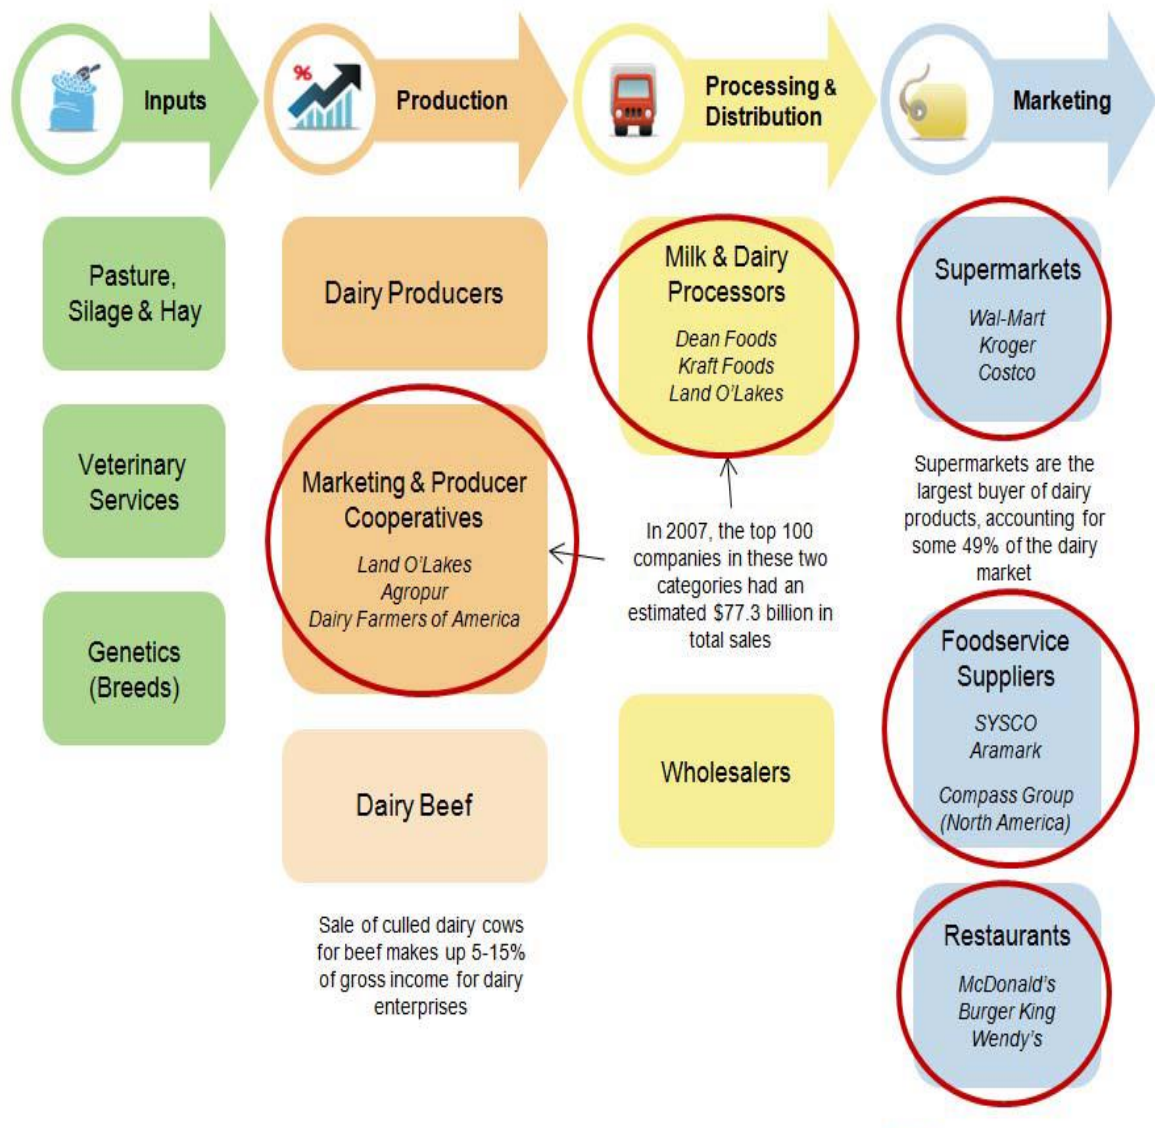 Inputs
Production
Processing &
Distribution
Marketing
Pasture,
Silage & Hay
Veterinary
Services
Genetics
(Breeds)
%
Dairy Producers
Marketing & Producer
Cooperatives
Land O'Lakes
Agropur
Dairy Farmers of America
Dairy Beef
Sale of culled dairy cows
for beef makes up 5-15%
of gross income for dairy
enterprises
Milk & Dairy
Processors
Dean Foods
Kraft Foods
Land O'Lakes
In 2007, the top 100
companies in these two
categories had an
estimated $77.3 billion in
total sales
Wholesalers
Supermarkets
Wal-Mart
Kroger
Costco
Supermarkets are the
largest buyer of dairy
products, accounting for
some 49% of the dairy
market
Foodservice
Suppliers
SYSCO
Aramark
Compass Group
(North America)
Restaurants
McDonald's
Burger King
Wendy's